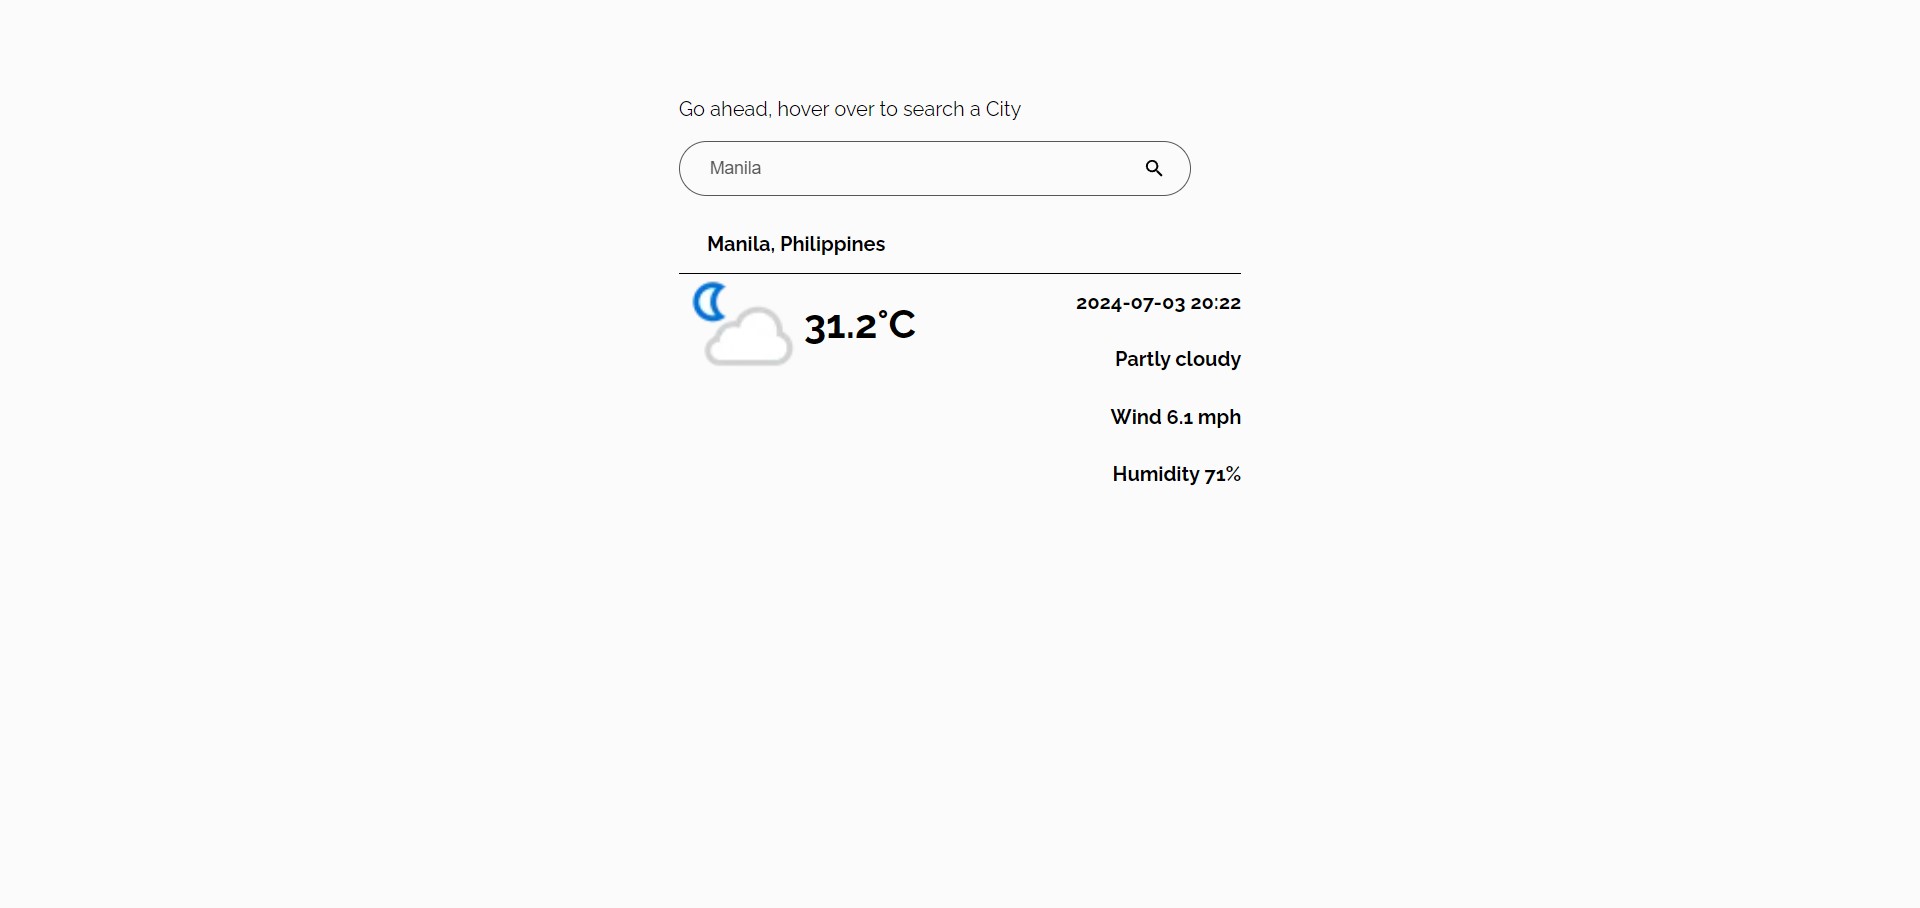 Go ahead, hover over to search a City
Manila
Manila, Philippines
31.2°C
2024-07-03 20:22
Partly cloudy
Wind 6.1 mph
Humidity 71%